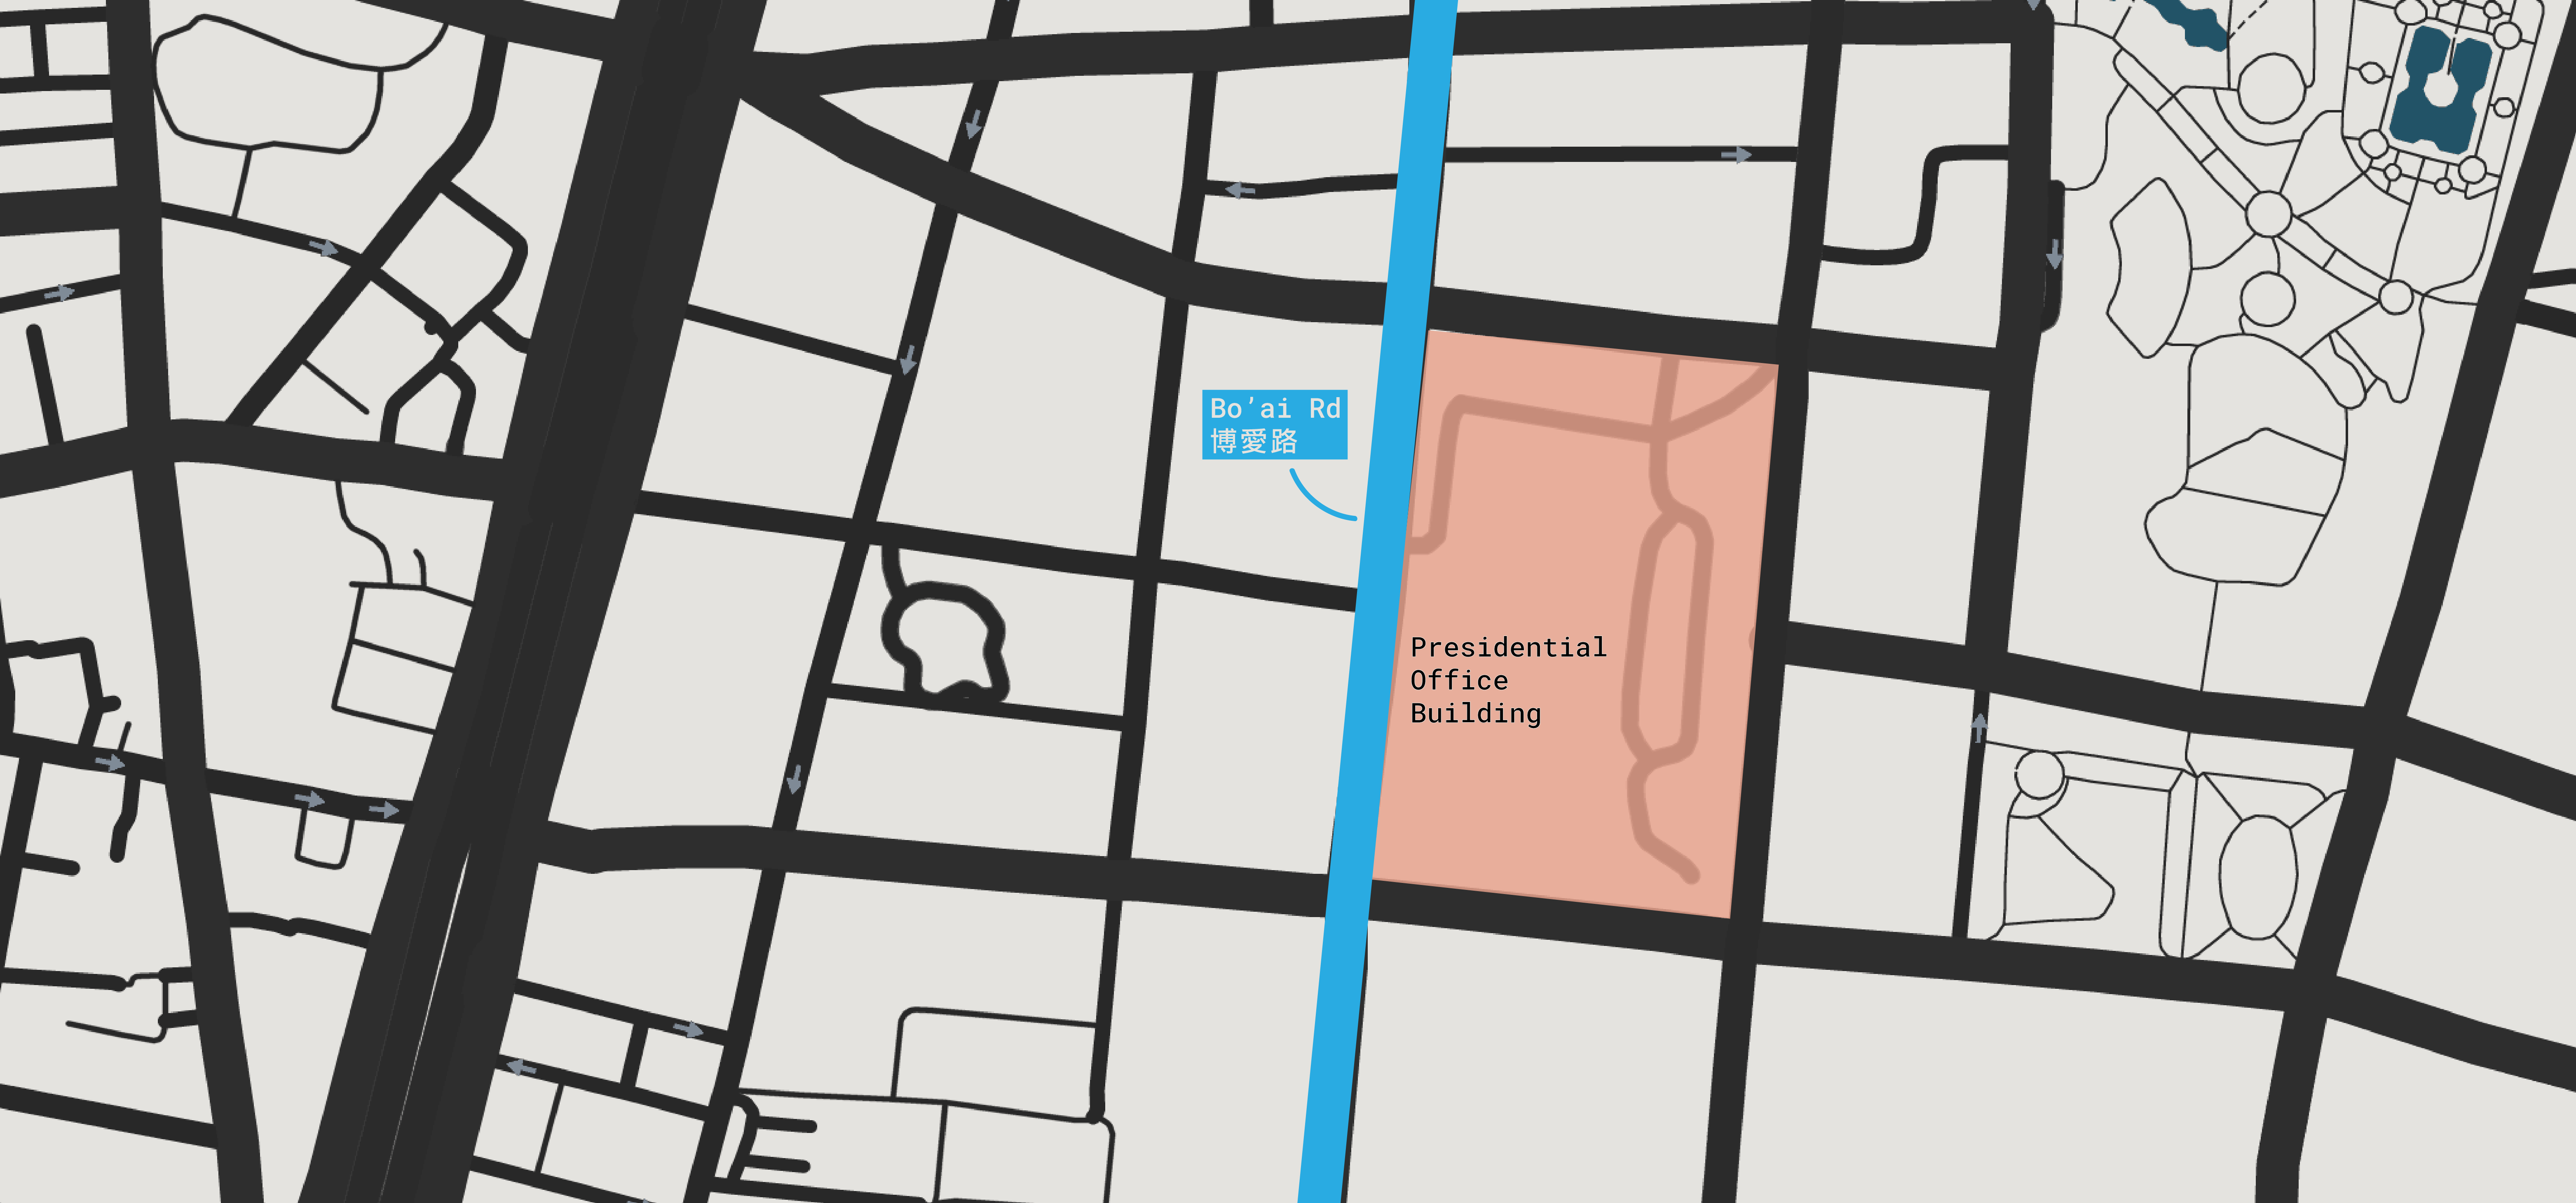 Bo’ai Rd
博愛路
Presidential
Office
Building